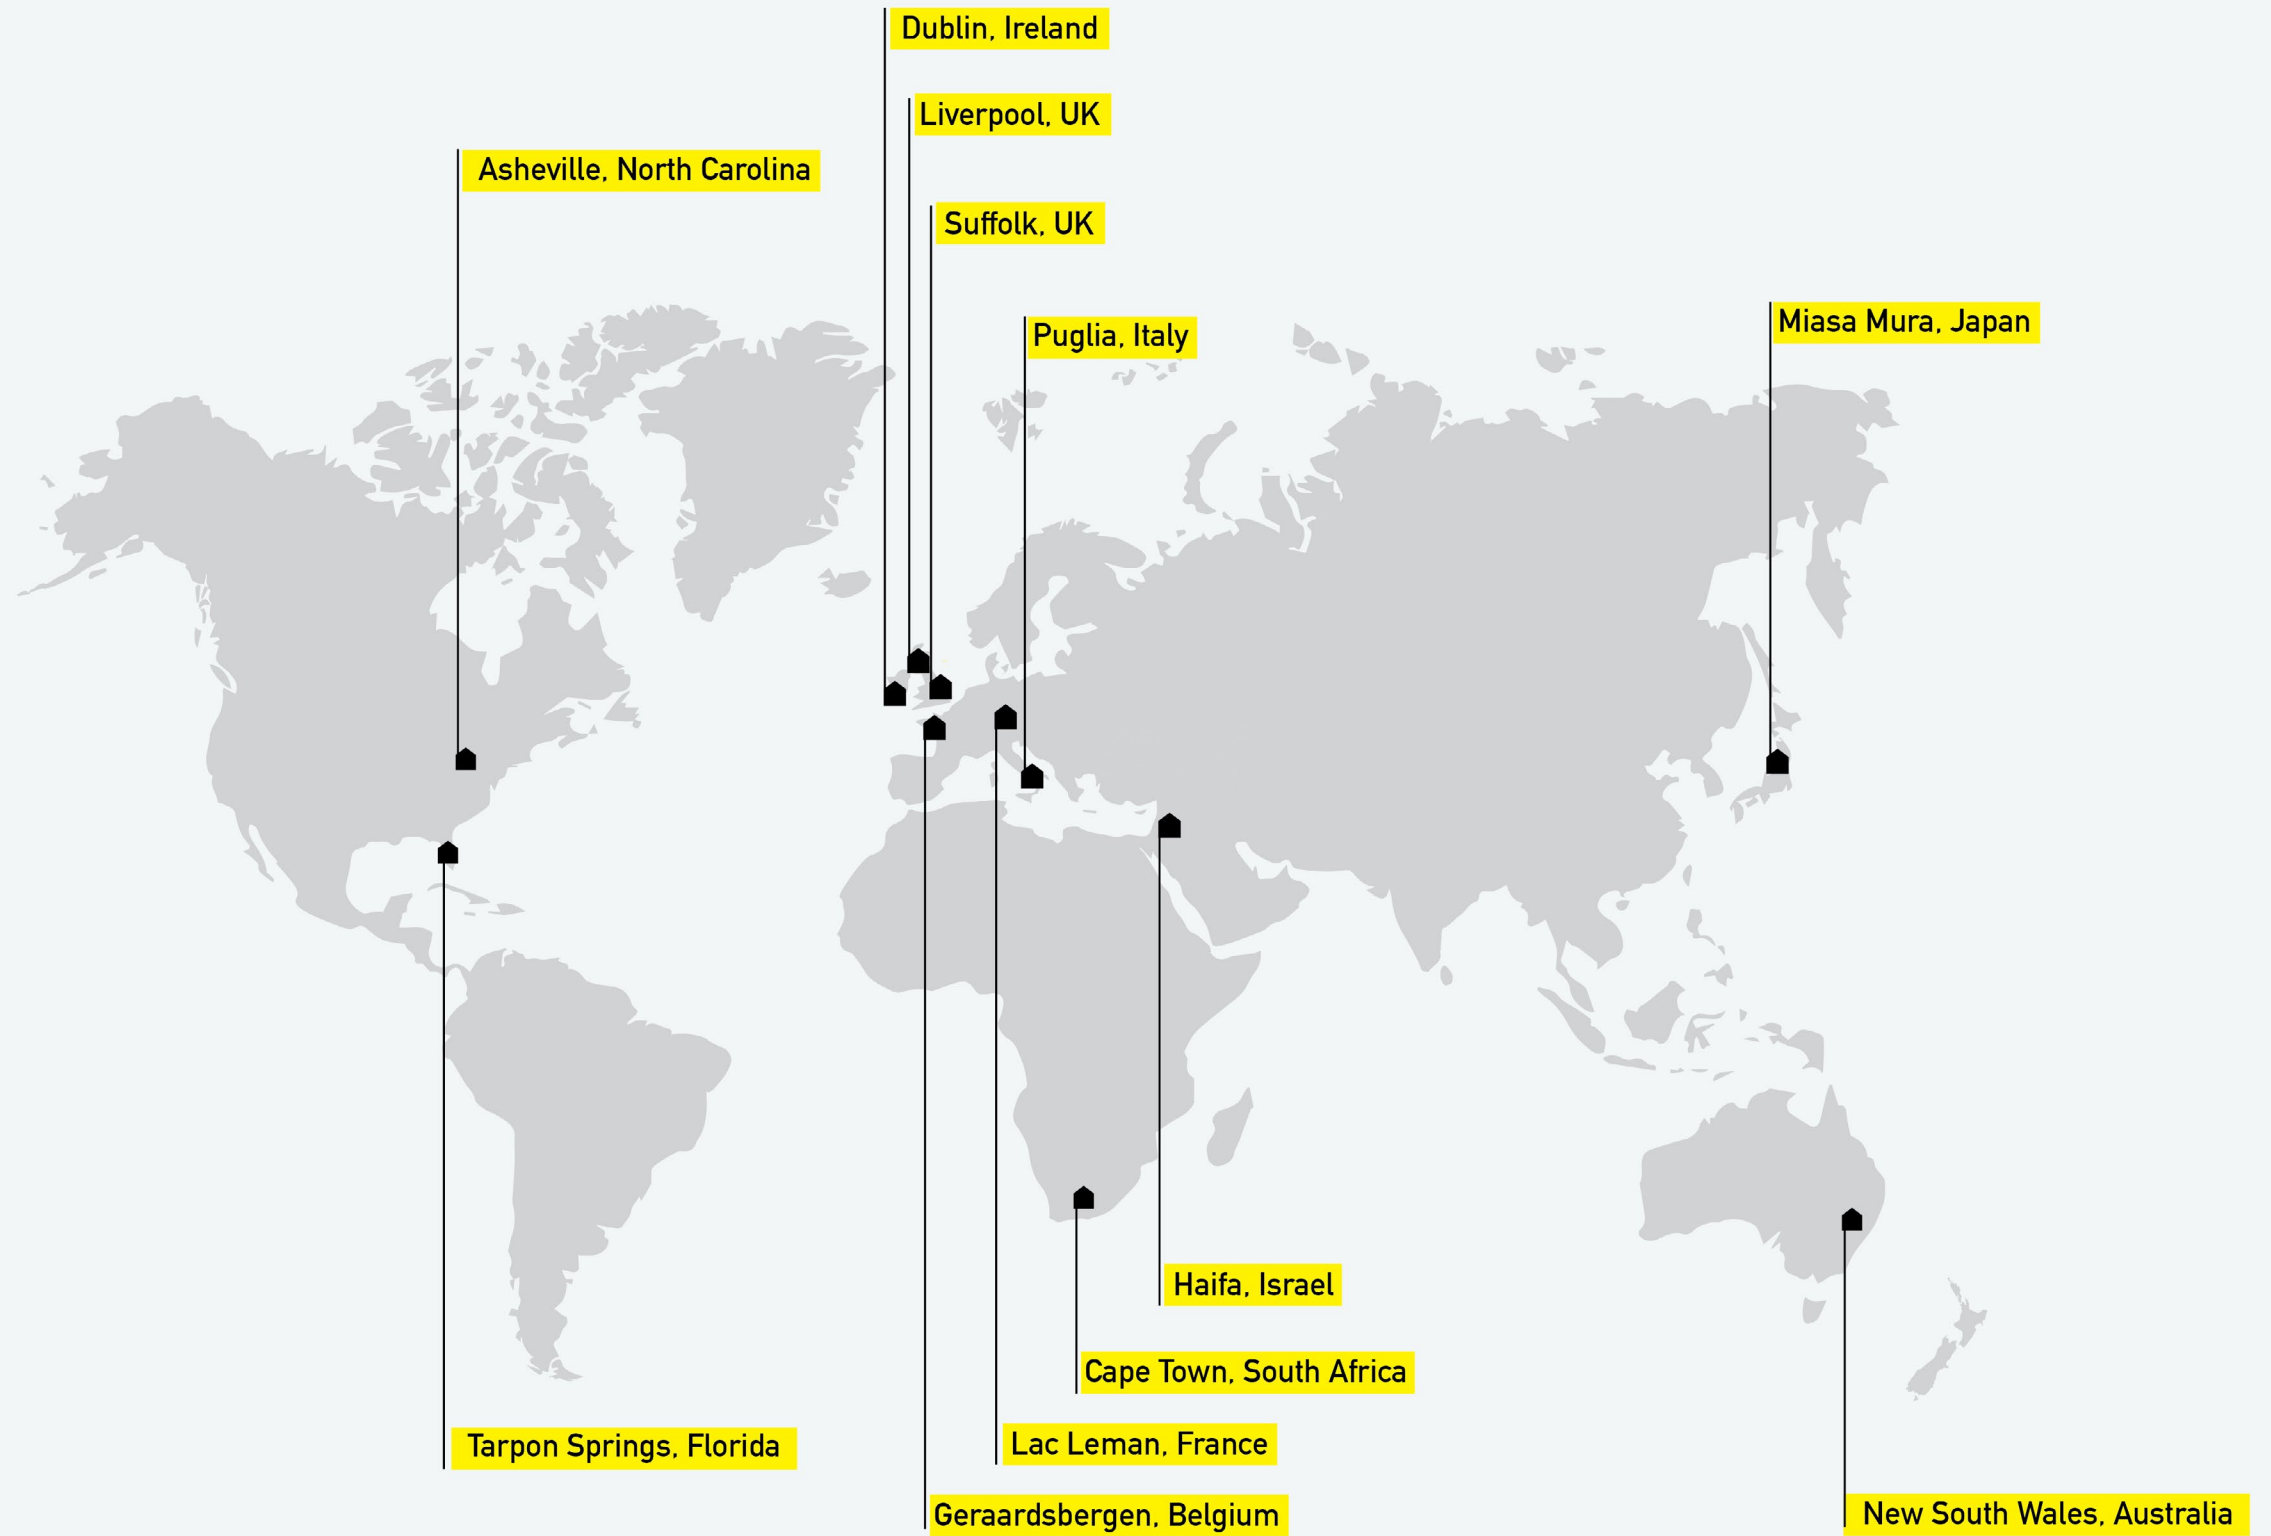 Dublin, Ireland
Liverpool, UK
Asheville, North Carolina
Suffolk, UK
Puglia, Italy
Miasa Mura, Japan
Haifa, Israel
Cape Town, South Africa
Lac Leman, France
Tarpon Springs, Florida
Geraardsbergen, Belgium
New South Wales, Australia